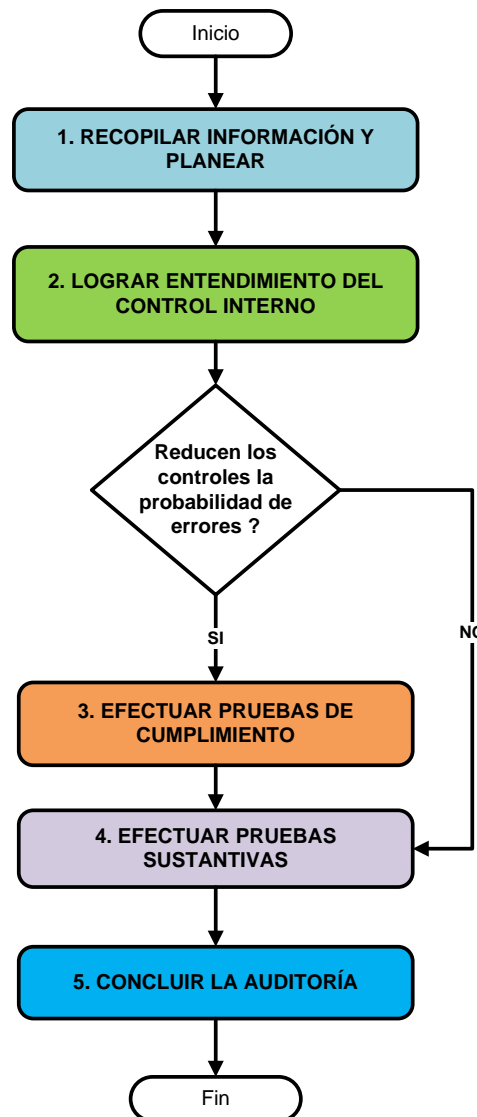 Inicio
1. RECOPILAR INFORMACIÓN Y
PLANEAR
2. LOGRAR ENTENDIMIENTO DEL
CONTROL INTERNO
Reducen los
controles la
probabilidad de
errores ?
SI
NO
3. EFECTUAR PRUEBAS DE
CUMPLIMIENTO
4. EFECTUAR PRUEBAS
SUSTANTIVAS
5. CONCLUIR LA AUDITORÍA
Fin